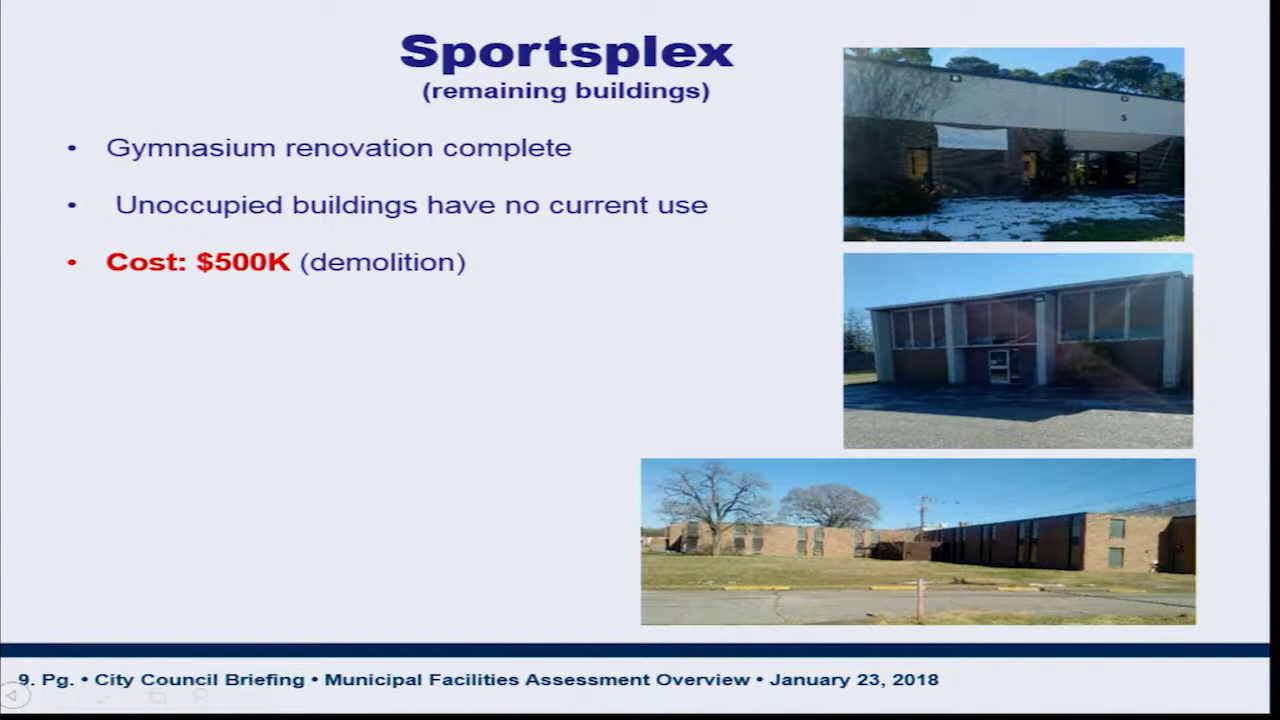 Sportsplex
(remaining buildings)
• Gymnasium renovation complete
• Unoccupied buildings have no current use
• Cost: $500K (demolition)
9. Pg. • City Council Briefing • Municipal Facilities Assessment Overview • January 23, 2018